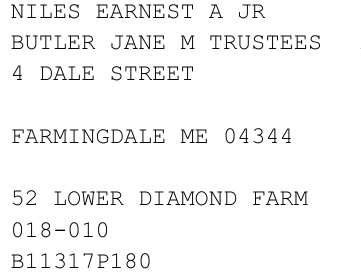 NILES EARNEST A JR
BUTLER JANE M TRUSTEES
4 DALE STREET
FARMINGDALE ME 04344
52 LOWER DIAMOND FARM
018-010
B11317P180